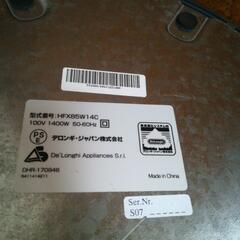 型式番号:HFX85W14C
100V 1400W 50-60Hz
PS
E
デロンギ・ジャパン株式会社
De'Longhi Appliances S.r.l.
DHR-170946
Made in China
Ser.Nr.
S07